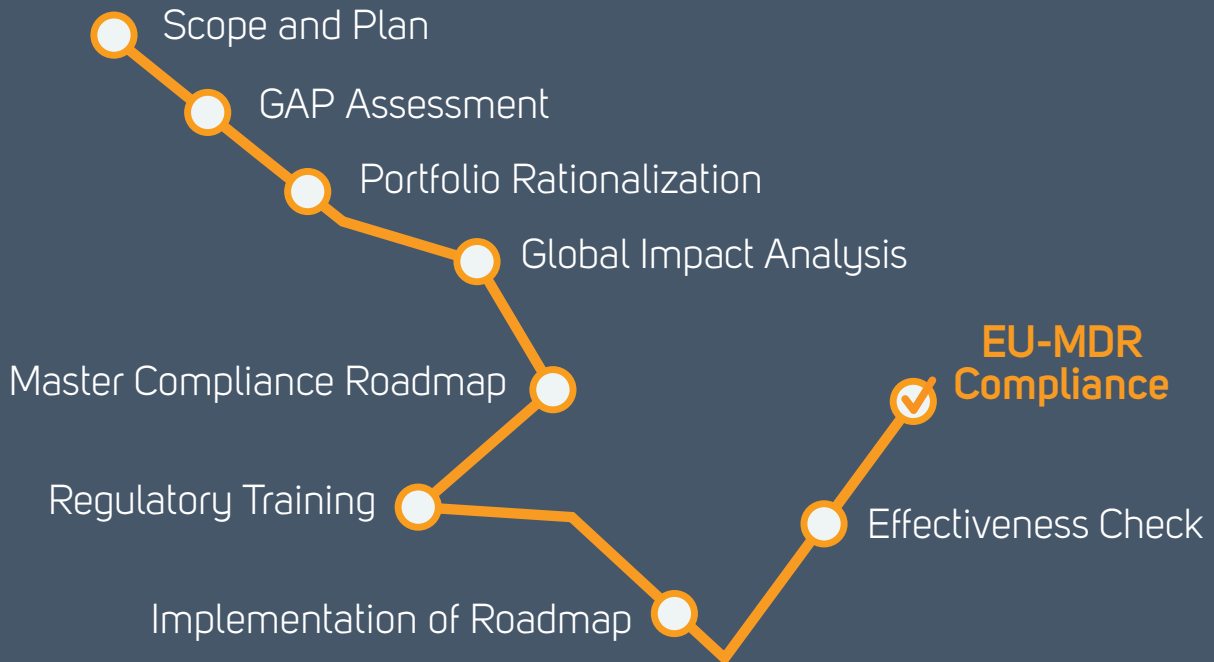 Scope and Plan
GAP Assessment
Portfolio Rationalization
Global Impact Analysis
Master Compliance Roadmap
Regulatory Training
Implementation of Roadmap
Effectiveness Check
EU-MDR
Compliance